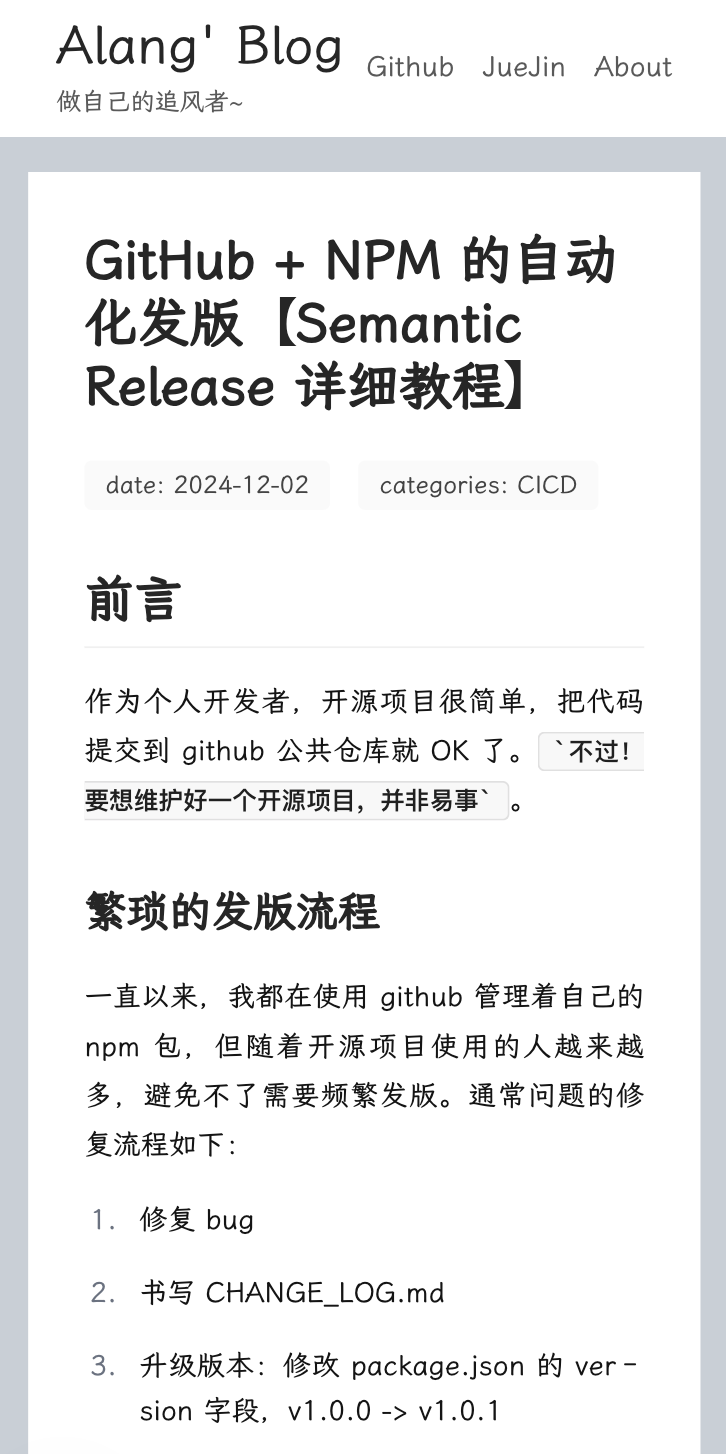 Alang' Blog
Github JueJin About
做自己的追风者~
GitHub + NPM 的自动
化发版【Semantic
Release 详细教程】
date: 2024-12-02 categories: CICD
前言
作为个人开发者，开源项目很简单，把代码
提交到 github 公共仓库就 OK 了。`不过！
要想维护好一个开源项目，并非易事`。
繁琐的发版流程
一直以来，我都在使用 github 管理着自己的
npm 包，但随着开源项目使用的人越来越
多，避免不了需要频繁发版。通常问题的修
复流程如下：
1. 修复 bug
2. 书写 CHANGE_LOG.md
3. 升级版本：修改 package.json 的 ver-
sion 字段，v1.0.0 -> v1.0.1